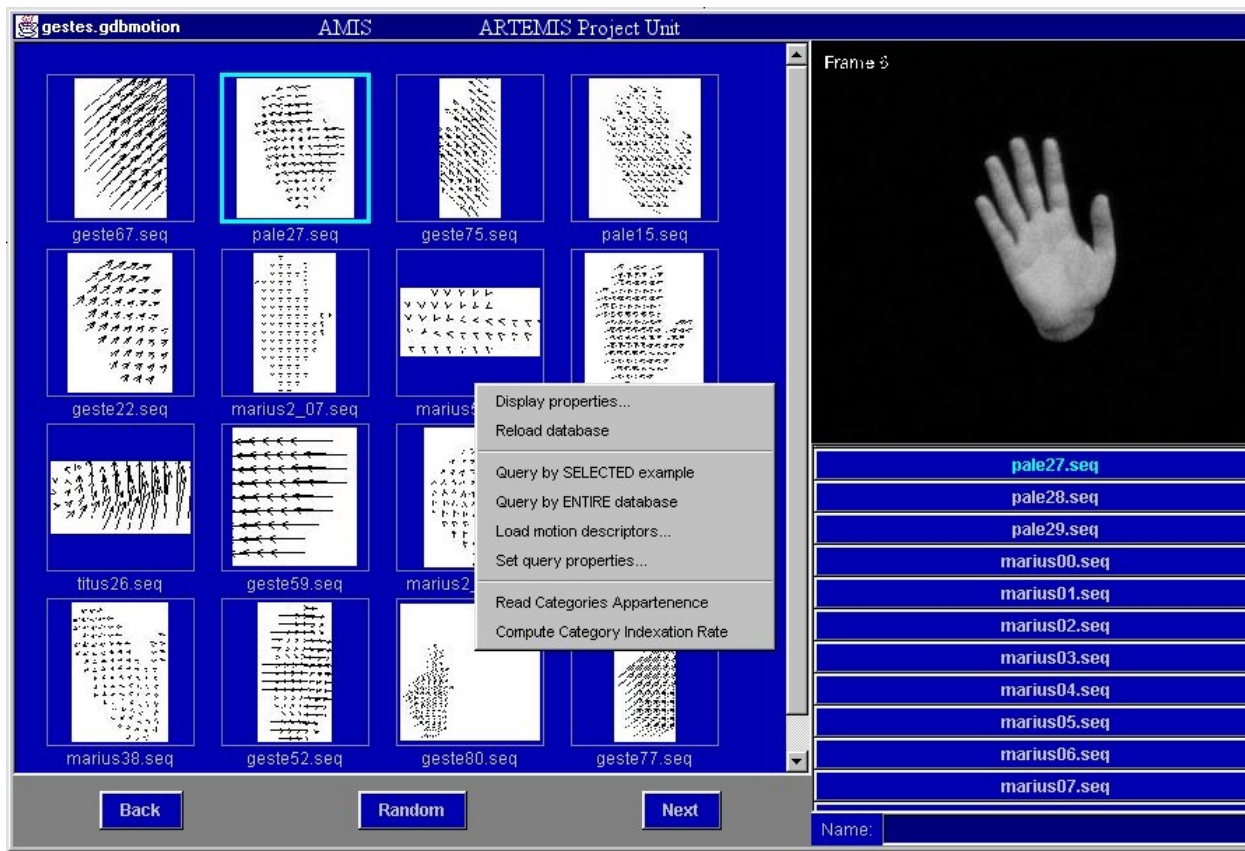 gestes.gdbmotion AMIS ARTEMIS Project Unit
Frame 6
geste67.seq pale27.seq geste75.seq pale15.seq
geste22.seq marius2_07.seq
Display properties...
Reload database
Query by SELECTED example
Query by ENTIRE database
Load motion descriptors...
Set query properties...
Read Categories Appartenence
Compute Category Indexation Rate
titus26.seq geste59.seq marius2_
marius38.seq geste52.seq geste80.seq geste77.seq
Back Random Next
pale27.seq
pale28.seq
pale29.seq
marius00.seq
marius01.seq
marius02.seq
marius03.seq
marius04.seq
marius05.seq
marius06.seq
marius07.seq
Name: